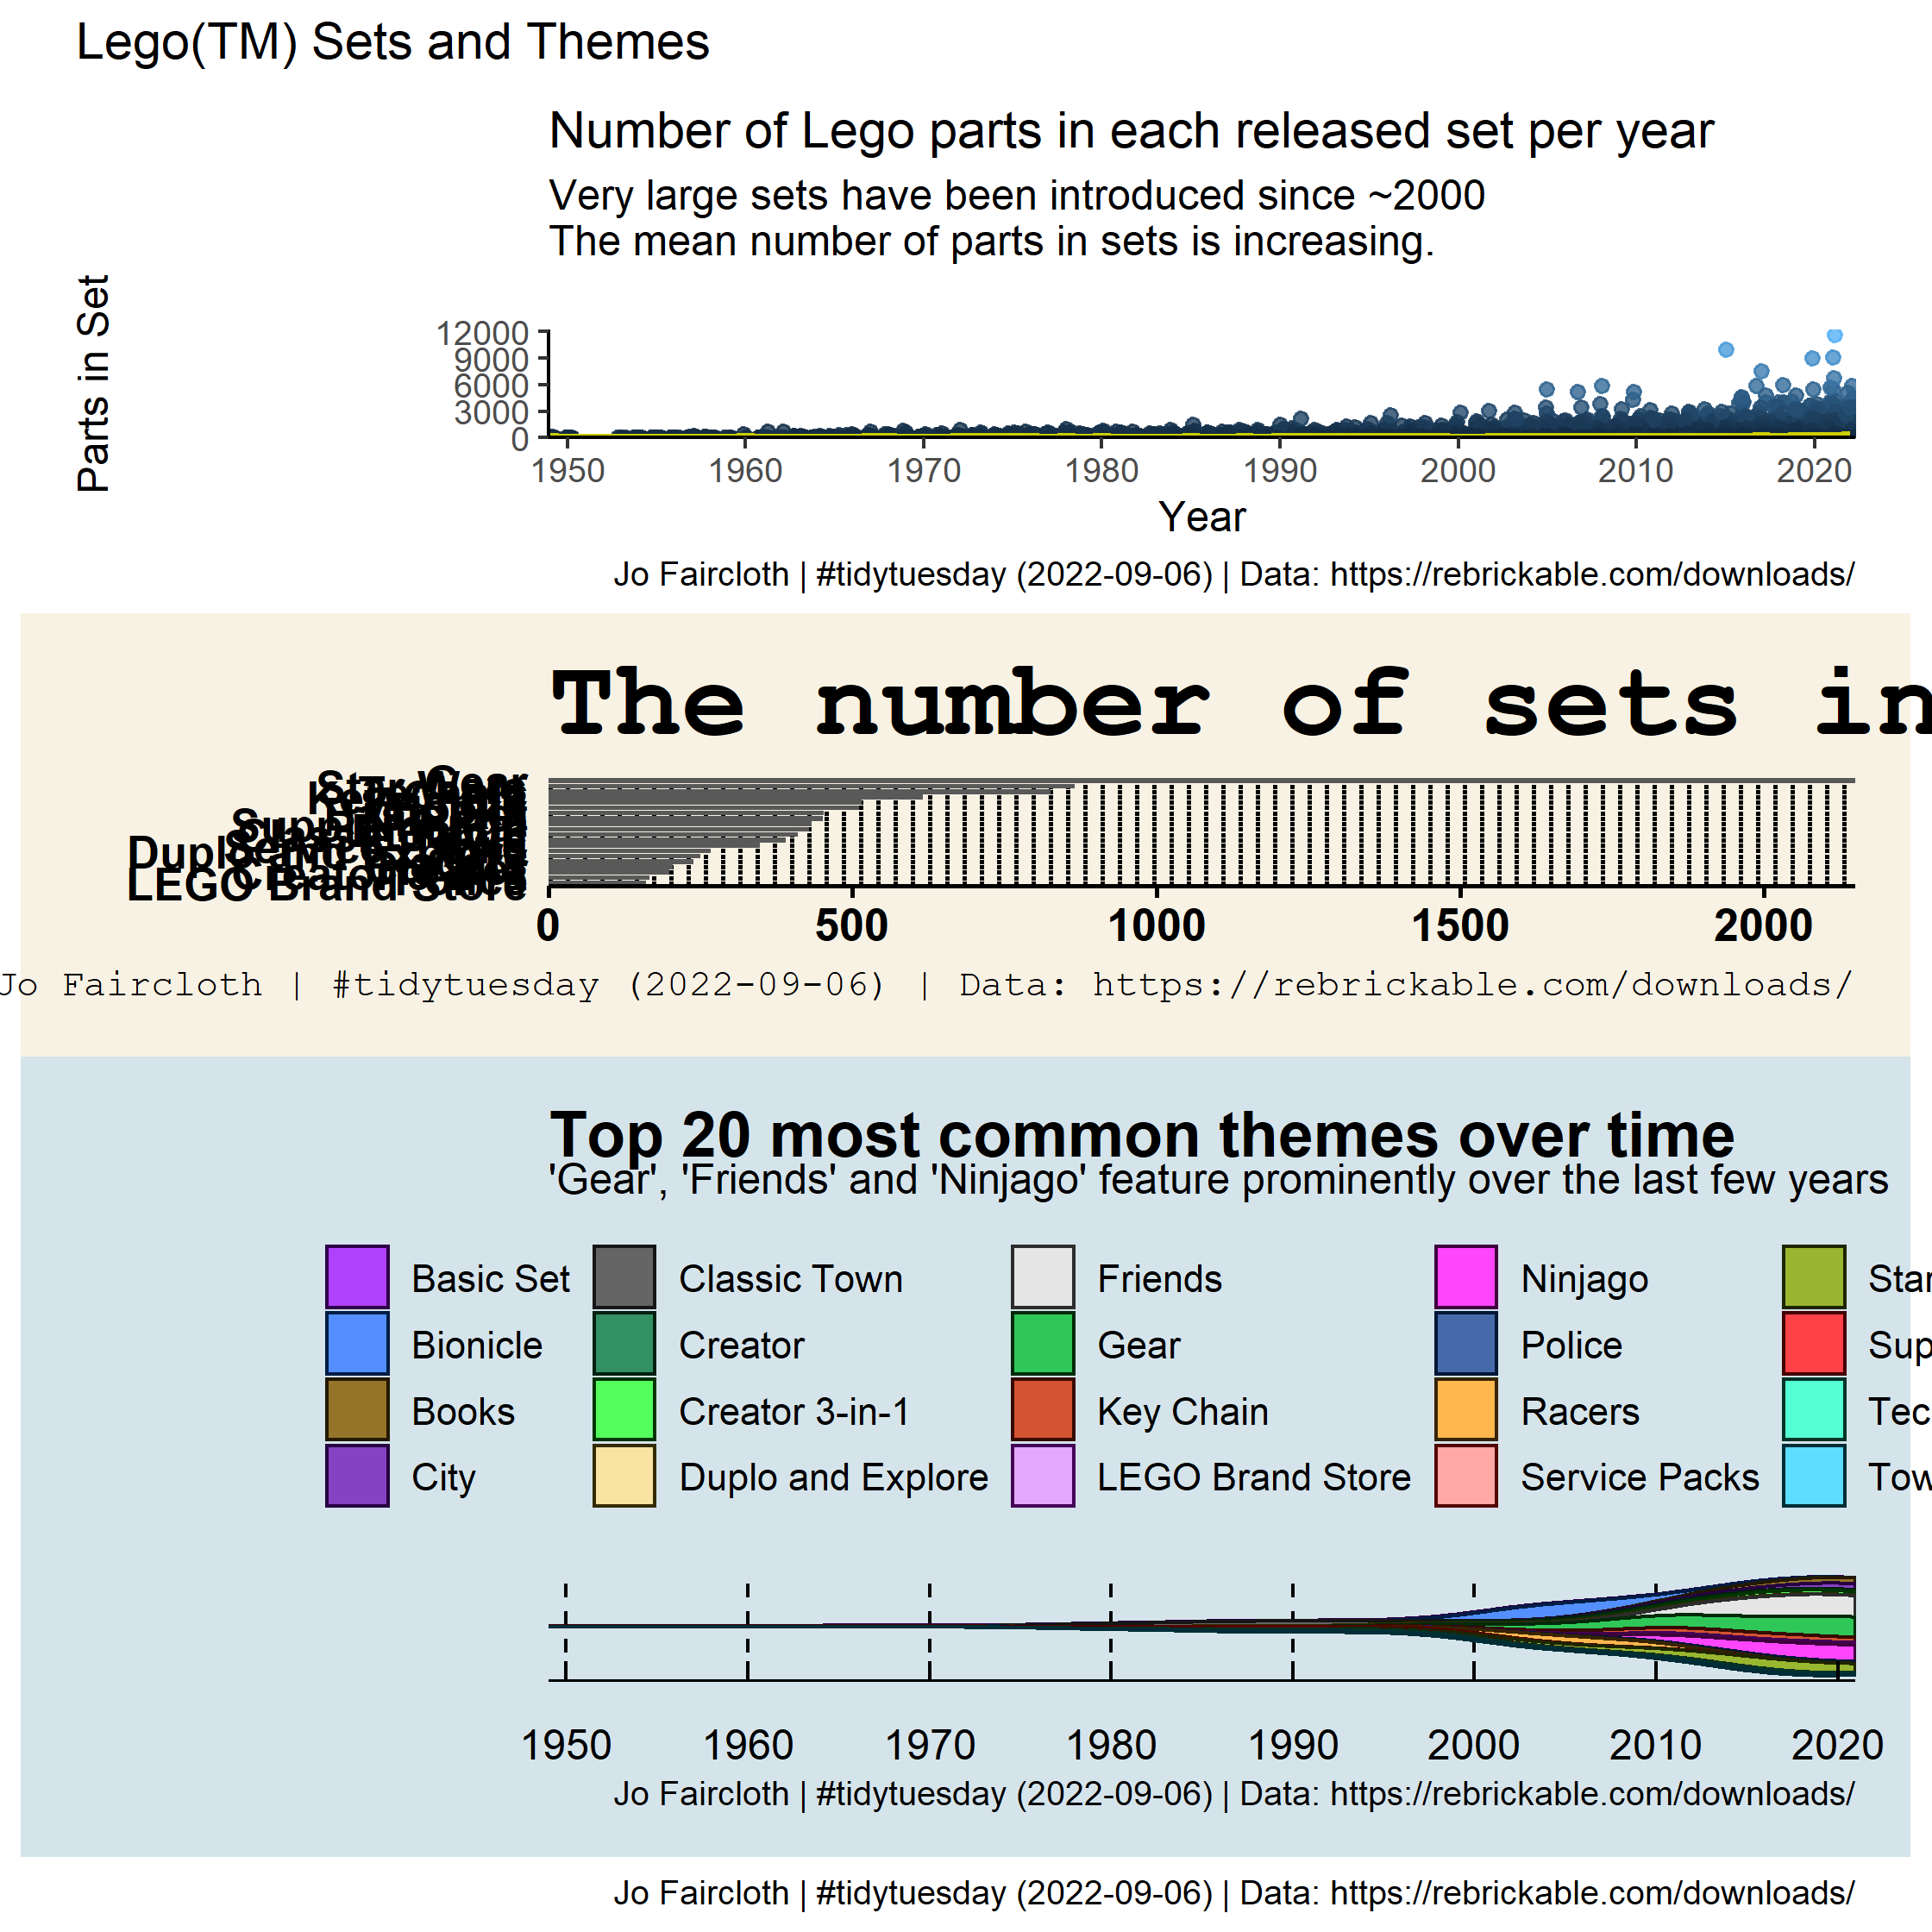 Lego(TM) Sets and Themes
Number of Lego parts in each released set per year
Very large sets have been introduced since ~2000
The mean number of parts in sets is increasing.
Parts in Set
12000
9000
6000
3000
0
1950 1960 1970 1980 1990 2000 2010 2020
Year
Jo Faircloth | #tidytuesday (2022-09-06) | Data: https://rebrickable.com/downloads/
The number of sets in
Gear
LEGO Brand Store
0 500 1000 1500 2000
Jo Faircloth | #tidytuesday (2022-09-06) | Data: https://rebrickable.com/downloads/
Top 20 most common themes over time
'Gear', 'Friends' and 'Ninjago' feature prominently over the last few years
Basic Set Classic Town Friends Ninjago Star
Bionicle Creator Gear Police Sup
Books Creator 3-in-1 Key Chain Racers Tec
City Duplo and Explore LEGO Brand Store Service Packs Tow
1950 1960 1970 1980 1990 2000 2010 2020
Jo Faircloth | #tidytuesday (2022-09-06) | Data: https://rebrickable.com/downloads/
Jo Faircloth | #tidytuesday (2022-09-06) | Data: https://rebrickable.com/downloads/